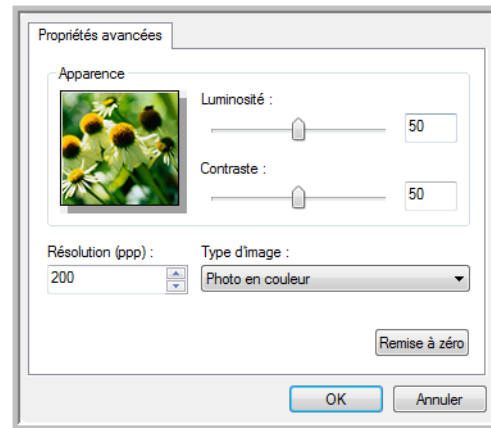 Propriétés avancées
Apparence
Luminosité :
50
Contraste :
50
Résolution (ppp) :
200
Type d'image :
Photo en couleur
Remise à zéro
OK
Annuler